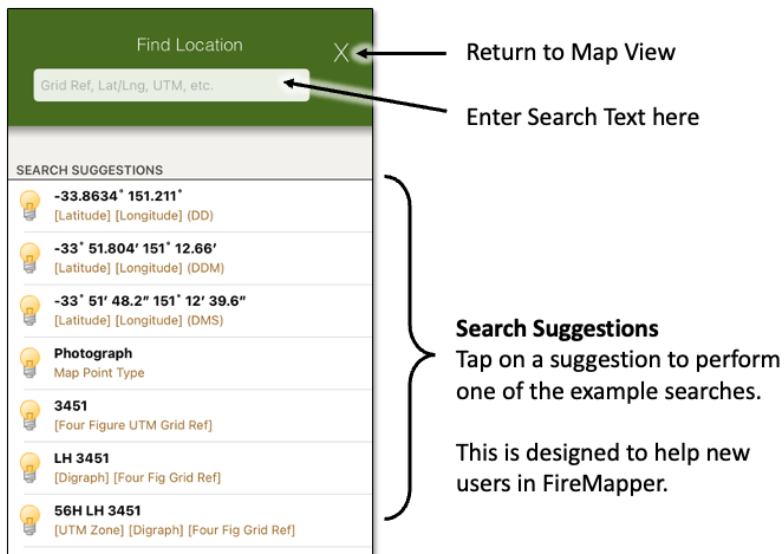 Find Location
X
Grid Ref, Lat/Lng, UTM, etc.
SEARCH SUGGESTIONS
-33.8634° 151.211°
[Latitude] [Longitude] (DD)
-33° 51.804′ 151° 12.66′
[Latitude] [Longitude] (DDM)
-33° 51′ 48.2″ 151° 12′ 39.6″
[Latitude] [Longitude] (DMS)
Photograph
Map Point Type
3451
[Four Figure UTM Grid Ref]
LH 3451
[Digraph] [Four Fig Grid Ref]
56H LH 3451
[UTM Zone] [Digraph] [Four Fig Grid Ref]
Return to Map View
Enter Search Text here
Search Suggestions
Tap on a suggestion to perform
one of the example searches.
This is designed to help new
users in FireMapper.